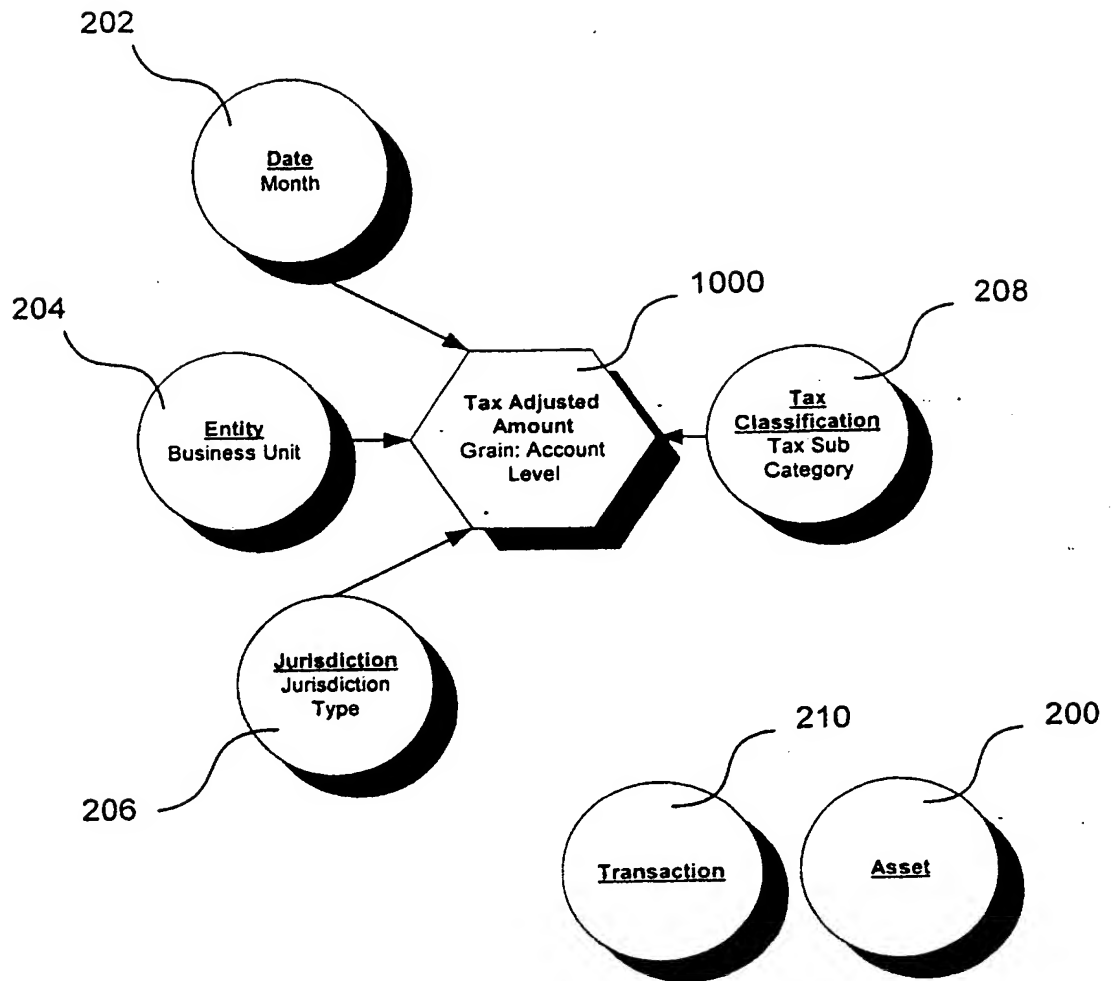 202
Date
Month
1000
208
204
Entity
Business Unit
Tax Adjusted
Amount
Grain: Account
Level
Tax
Classification
Tax Sub
Category
Jurisdiction
Jurisdiction
Type
206
210
200
Transaction
Asset